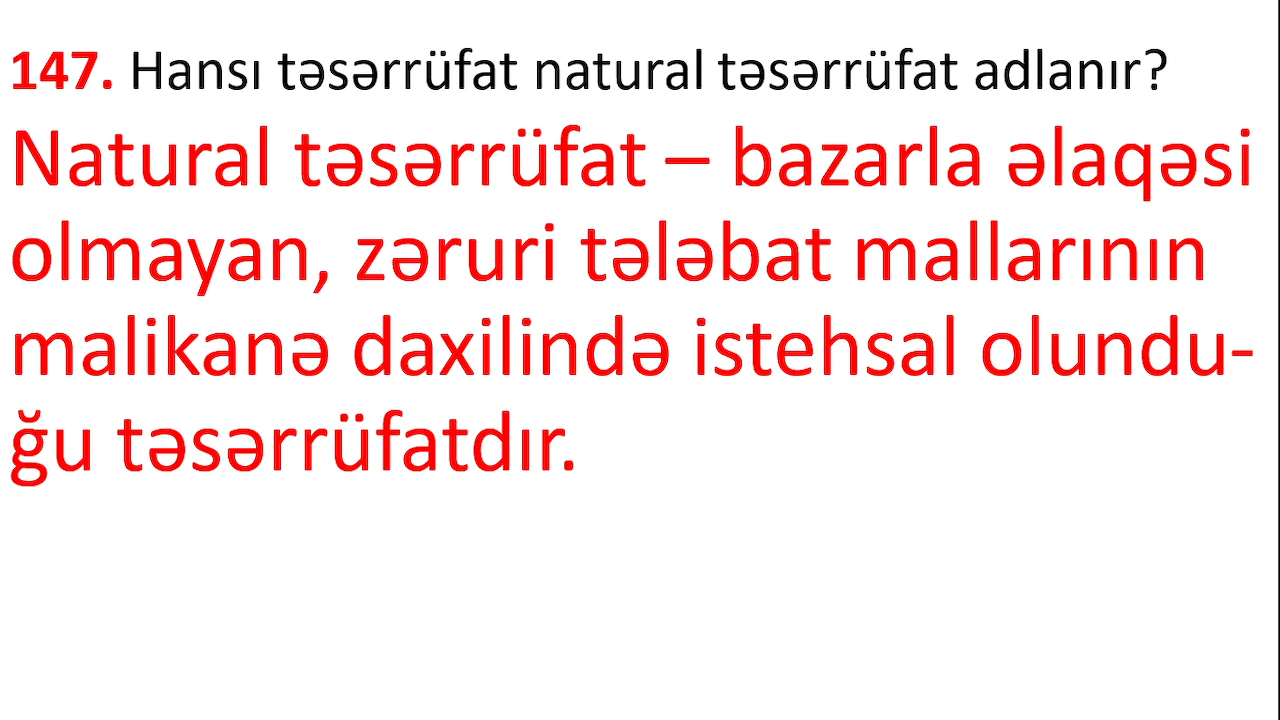 147. Hansı təsərrüfat natural təsərrüfat adlanır?
Natural təsərrüfat – bazarla əlaqəsi
olmayan, zəruri tələbat mallarının
malikanə daxilində istehsal olundu-
ğu təsərrüfatdır.